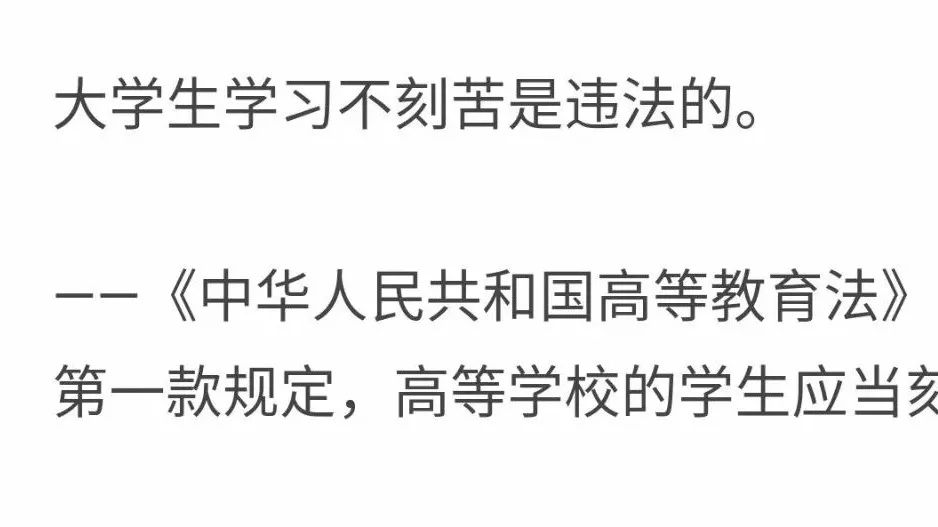 大学生学习不刻苦是违法的。
——《中华人民共和国高等教育法》
第一款规定，高等学校的学生应当刻